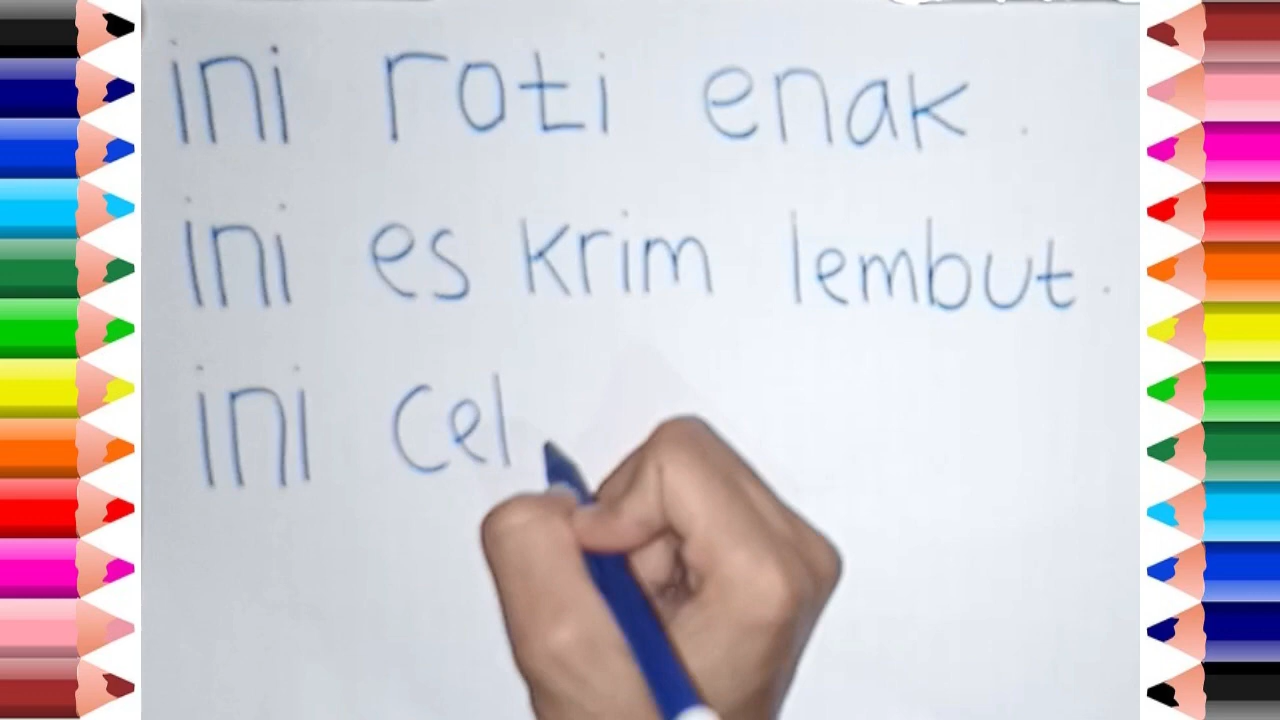 ini roti enak.
ini es krim lembut.
ini cel